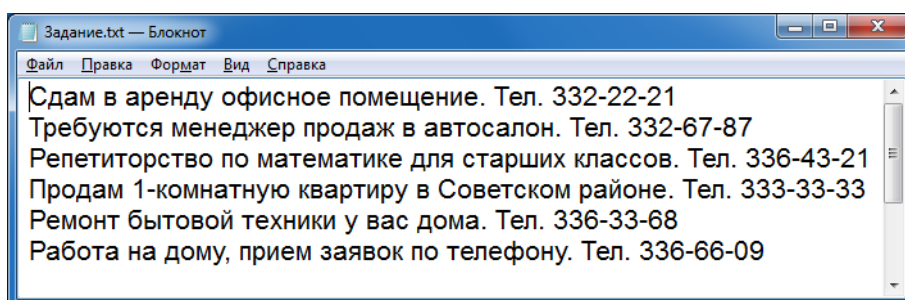 Задание.txt — Блокнот
Файл Правка Формат Вид Справка
Сдам в аренду офисное помещение. Тел. 332-22-21
Требуются менеджер продаж в автосалон. Тел. 332-67-87
Репетиторство по математике для старших классов. Тел. 336-43-21
Продам 1-комнатную квартиру в Советском районе. Тел. 333-33-33
Ремонт бытовой техники у вас дома. Тел. 336-33-68
Работа на дому, прием заявок по телефону. Тел. 336-66-09